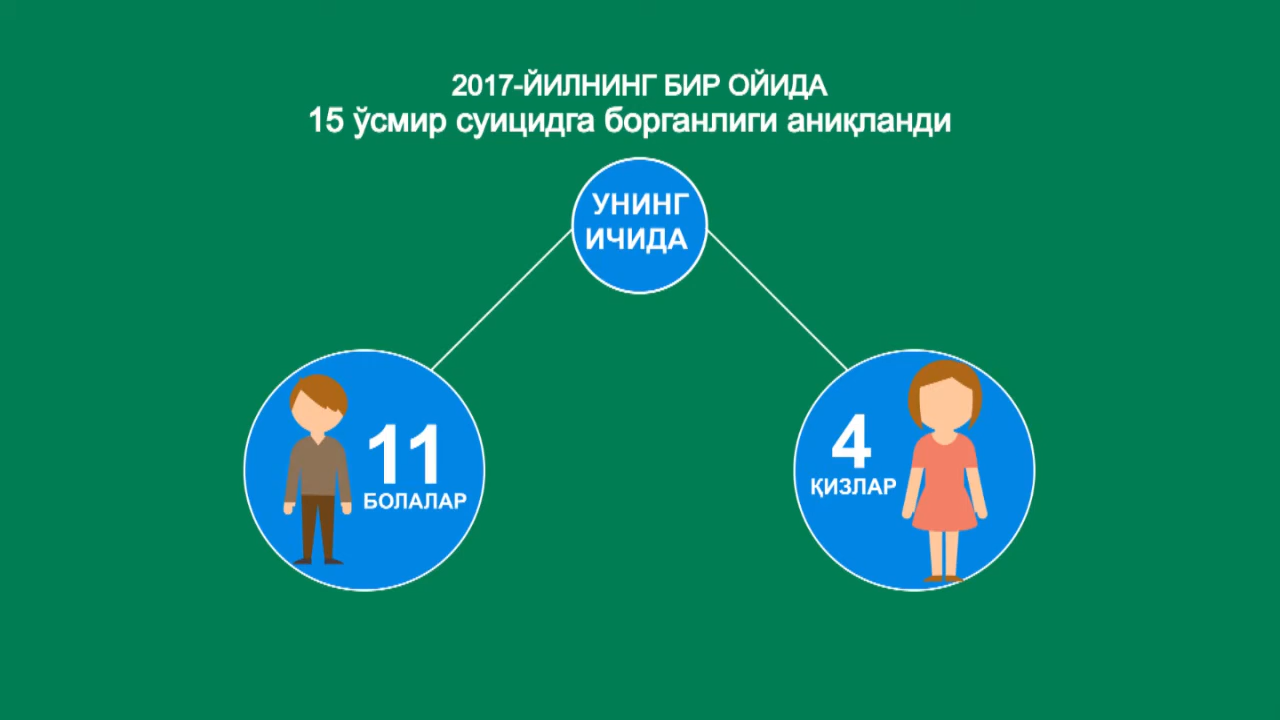 2017-ЙИЛНИНГ БИР ОЙИДА
15 ўсмир суицидга борганлиги аниқланди
УНИНГ
ИЧИДА
11
БОЛАЛАР
4
ҚИЗЛАР